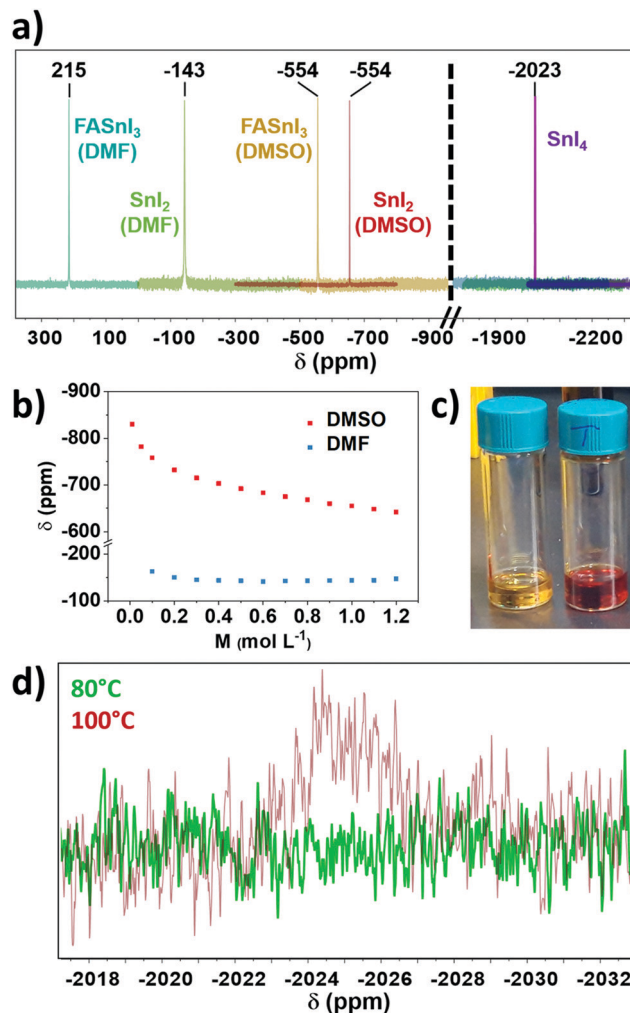 a)
215 -143 -554 -554 -2023
FASnI₃
(DMF)
SnI₂
(DMF)
FASnI₃
(DMSO)
SnI₂
(DMSO)
SnI₄
300 100 -100 -300 -500 -700 -900 -1900 -2200
δ (ppm)
b)
-900
-800
-700
-600
-200
-100
δ (ppm)
DMSO
DMF
0.0 0.2 0.4 0.6 0.8 1.0 1.2
M (mol L⁻¹)
c)
d)
80°C
100°C
-2018 -2020 -2022 -2024 -2026 -2028 -2030 -2032
δ (ppm)